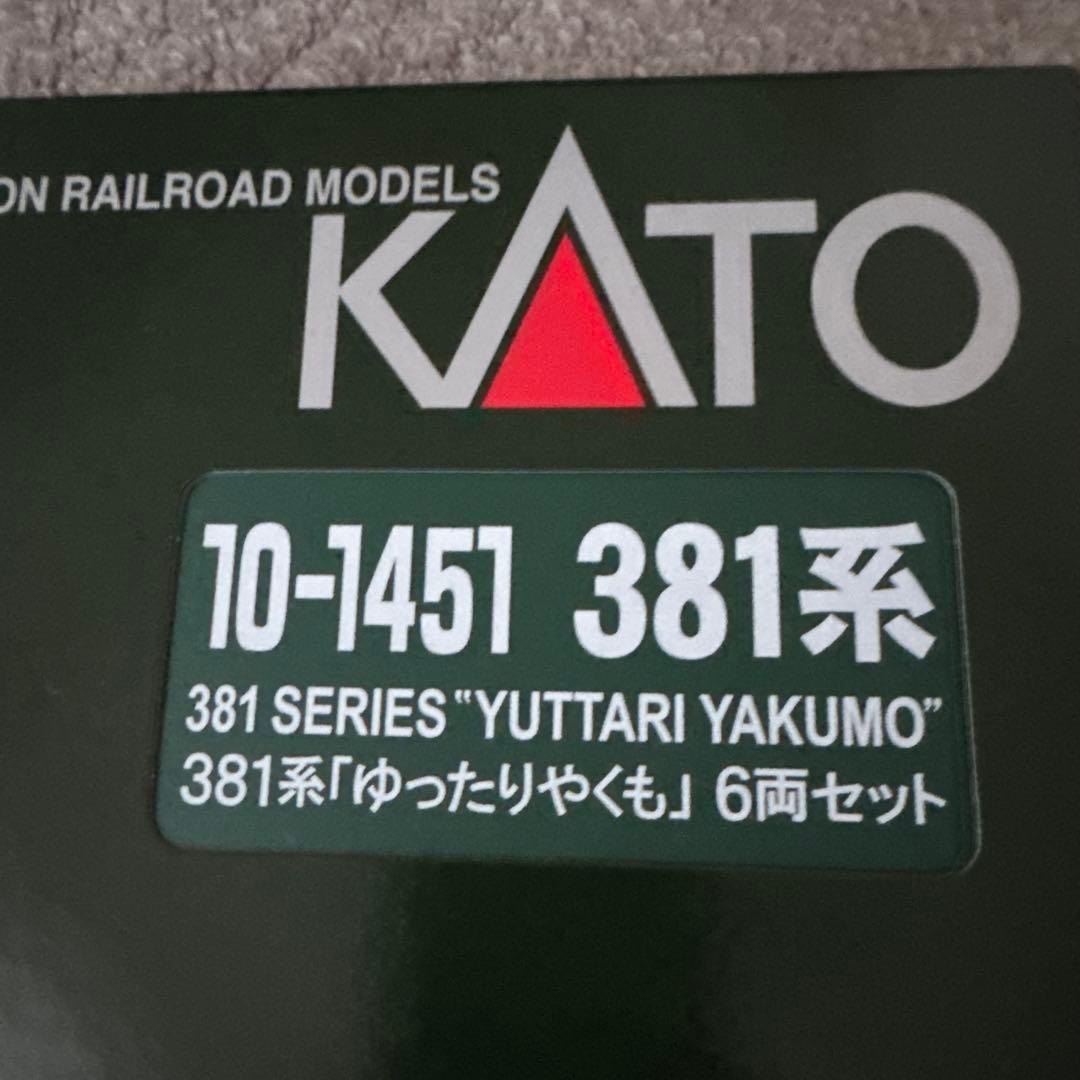 ON RAILROAD MODELS
KATO
10-1451 381系
381 SERIES "YUTTARI YAKUMO"
381系「ゆったりやくも」 6両セット